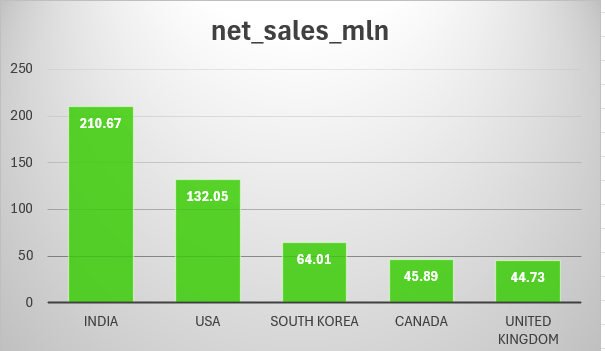 net_sales_mln
250
200
150
100
50
0
210.67
132.05
64.01
45.89
44.73
INDIA
USA
SOUTH KOREA
CANADA
UNITED
KINGDOM